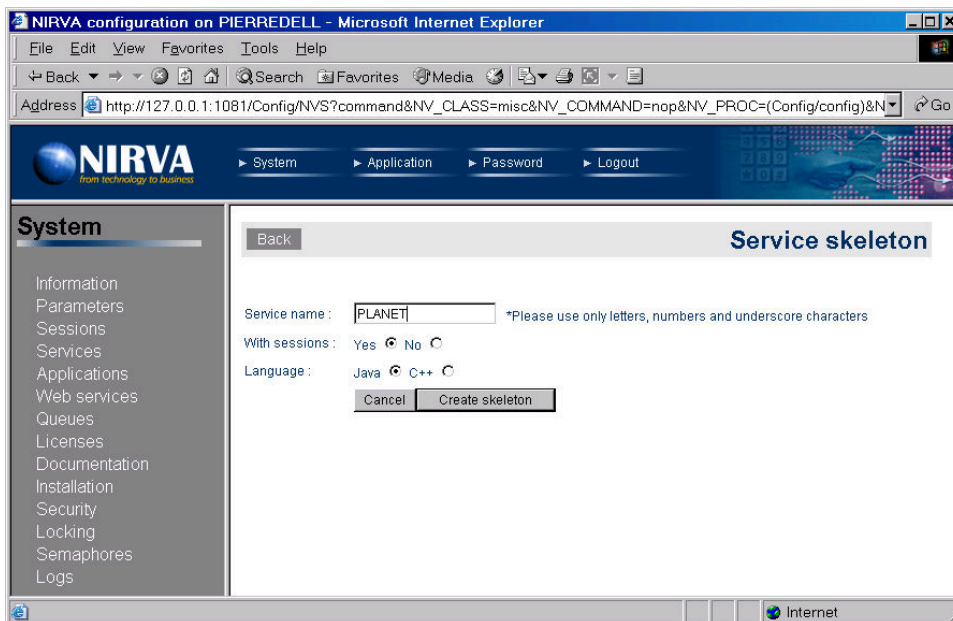 NIRVA configuration on PIERREDELL - Microsoft Internet Explorer
File Edit View Favorites Tools Help
Back Search Favorites Media
Address http://127.0.0.1:1081/Config/NVS?command&NV_CLASS=misc&NV_COMMAND=nop&NV_PROC=(Config/config)&N Go
NIRVA
from technology to business
System Application Password Logout
System
Back
Service skeleton
Information
Parameters
Sessions
Services
Applications
Web services
Queues
Licenses
Documentation
Installation
Security
Locking
Semaphores
Logs
Service name : PLANET *Please use only letters, numbers and underscore characters
With sessions : Yes No
Language : Java C++
Cancel Create skeleton
Internet